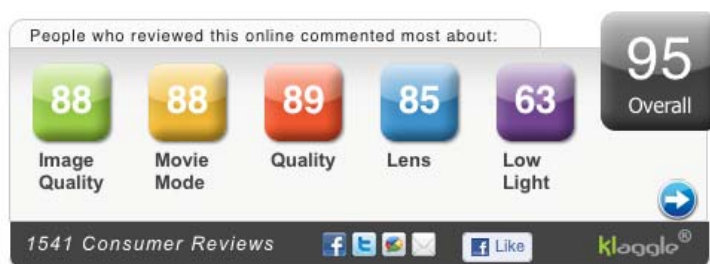 People who reviewed this online commented most about:
95
Overall
88 88 89 85 63
Image Quality
Movie Mode
Quality
Lens
Low Light
1541 Consumer Reviews
Like
klaggle®